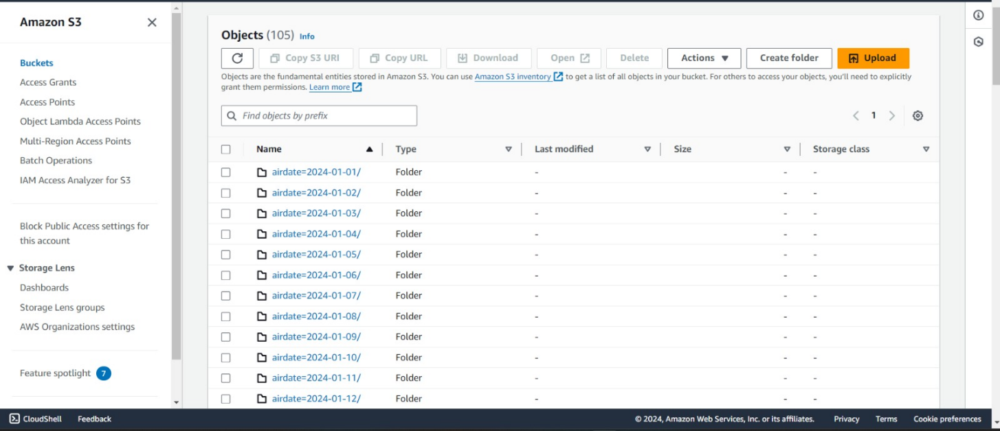 Amazon S3
Buckets
Access Grants
Access Points
Object Lambda Access Points
Multi-Region Access Points
Batch Operations
IAM Access Analyzer for S3
Block Public Access settings for
this account
Storage Lens
Dashboards
Storage Lens groups
AWS Organizations settings
Feature spotlight 7
Objects (105) Info
Copy S3 URI Copy URL Download Open Delete Actions Create folder Upload
Objects are the fundamental entities stored in Amazon S3. You can use Amazon S3 inventory to get a list of all objects in your bucket. For others to access your objects, you'll need to explicitly
grant them permissions. Learn more
Find objects by prefix 1
Name Type Last modified Size Storage class
airdate=2024-01-01/ Folder - - -
airdate=2024-01-02/ Folder - - -
airdate=2024-01-03/ Folder - - -
airdate=2024-01-04/ Folder - - -
airdate=2024-01-05/ Folder - - -
airdate=2024-01-06/ Folder - - -
airdate=2024-01-07/ Folder - - -
airdate=2024-01-08/ Folder - - -
airdate=2024-01-09/ Folder - - -
airdate=2024-01-10/ Folder - - -
airdate=2024-01-11/ Folder - - -
airdate=2024-01-12/ Folder - - -
CloudShell Feedback © 2024, Amazon Web Services, Inc. or its affiliates. Privacy Terms Cookie preferences